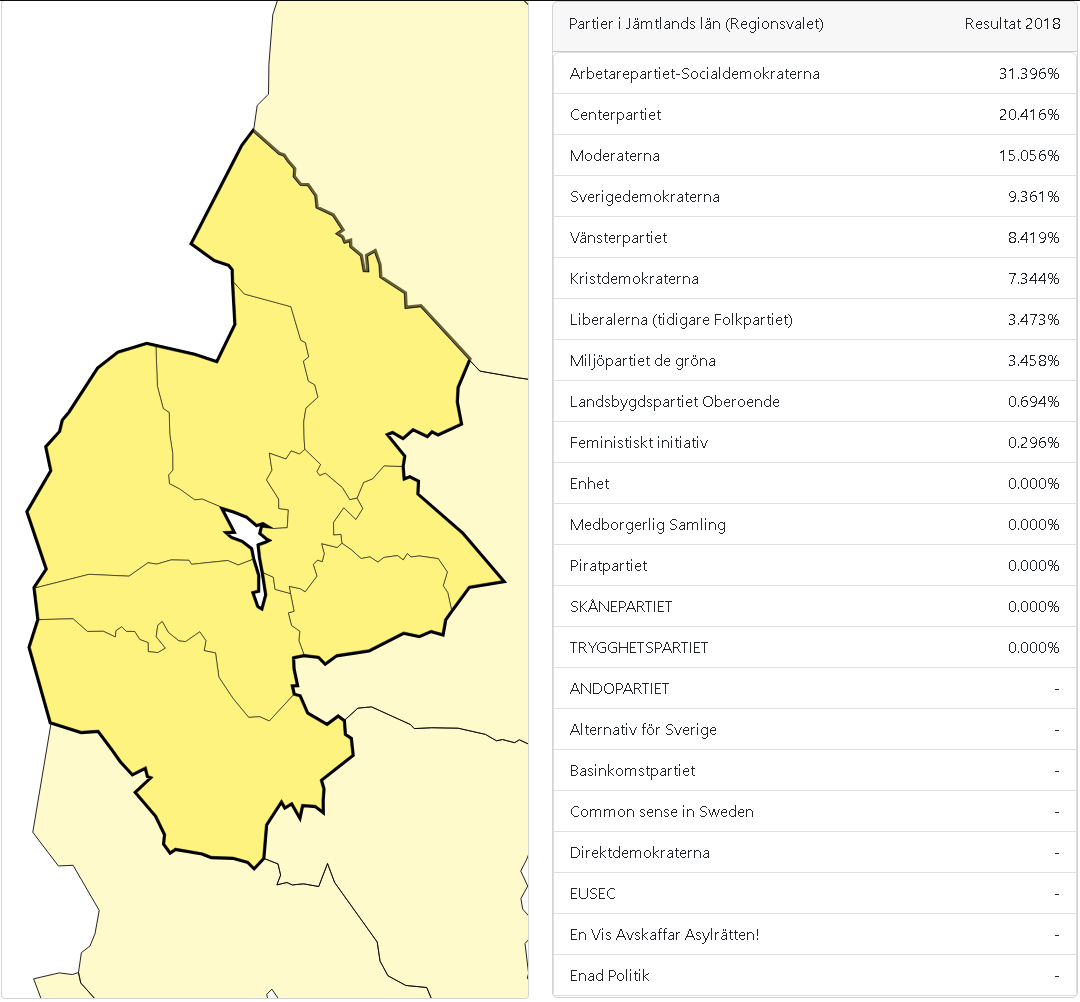 Partier i Jämtlands län (Regionsvalet) Resultat 2018
Arbetarepartiet-Socialdemokraterna 31.396%
Centerpartiet 20.416%
Moderaterna 15.056%
Sverigedemokraterna 9.361%
Vänsterpartiet 8.419%
Kristdemokraterna 7.344%
Liberalerna (tidigare Folkpartiet) 3.473%
Miljöpartiet de gröna 3.458%
Landsbygdspartiet Oberoende 0.694%
Feministiskt initiativ 0.296%
Enhet 0.000%
Medborgerlig Samling 0.000%
Piratpartiet 0.000%
SKÅNEPARTIET 0.000%
TRYGGHETSPARTIET 0.000%
ANDOPARTIET -
Alternativ för Sverige -
Basinkomstpartiet -
Common sense in Sweden -
Direktdemokraterna -
EUSEC -
En Vis Avskaffar Asylrätten! -
Enad Politik -